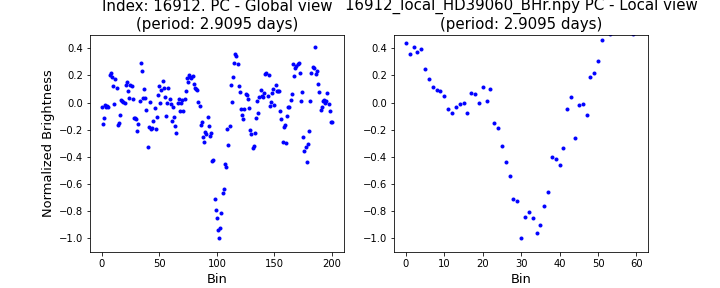 Index: 16912. PC - Global view
(period: 2.9095 days)
16912_local_HD39060_BHr.npy PC - Local view
(period: 2.9095 days)
Normalized Brightness
0.4
0.2
0.0
−0.2
−0.4
−0.6
−0.8
−1.0
0 50 100 150 200
Bin
0.4
0.2
0.0
−0.2
−0.4
−0.6
−0.8
−1.0
0 10 20 30 40 50 60
Bin